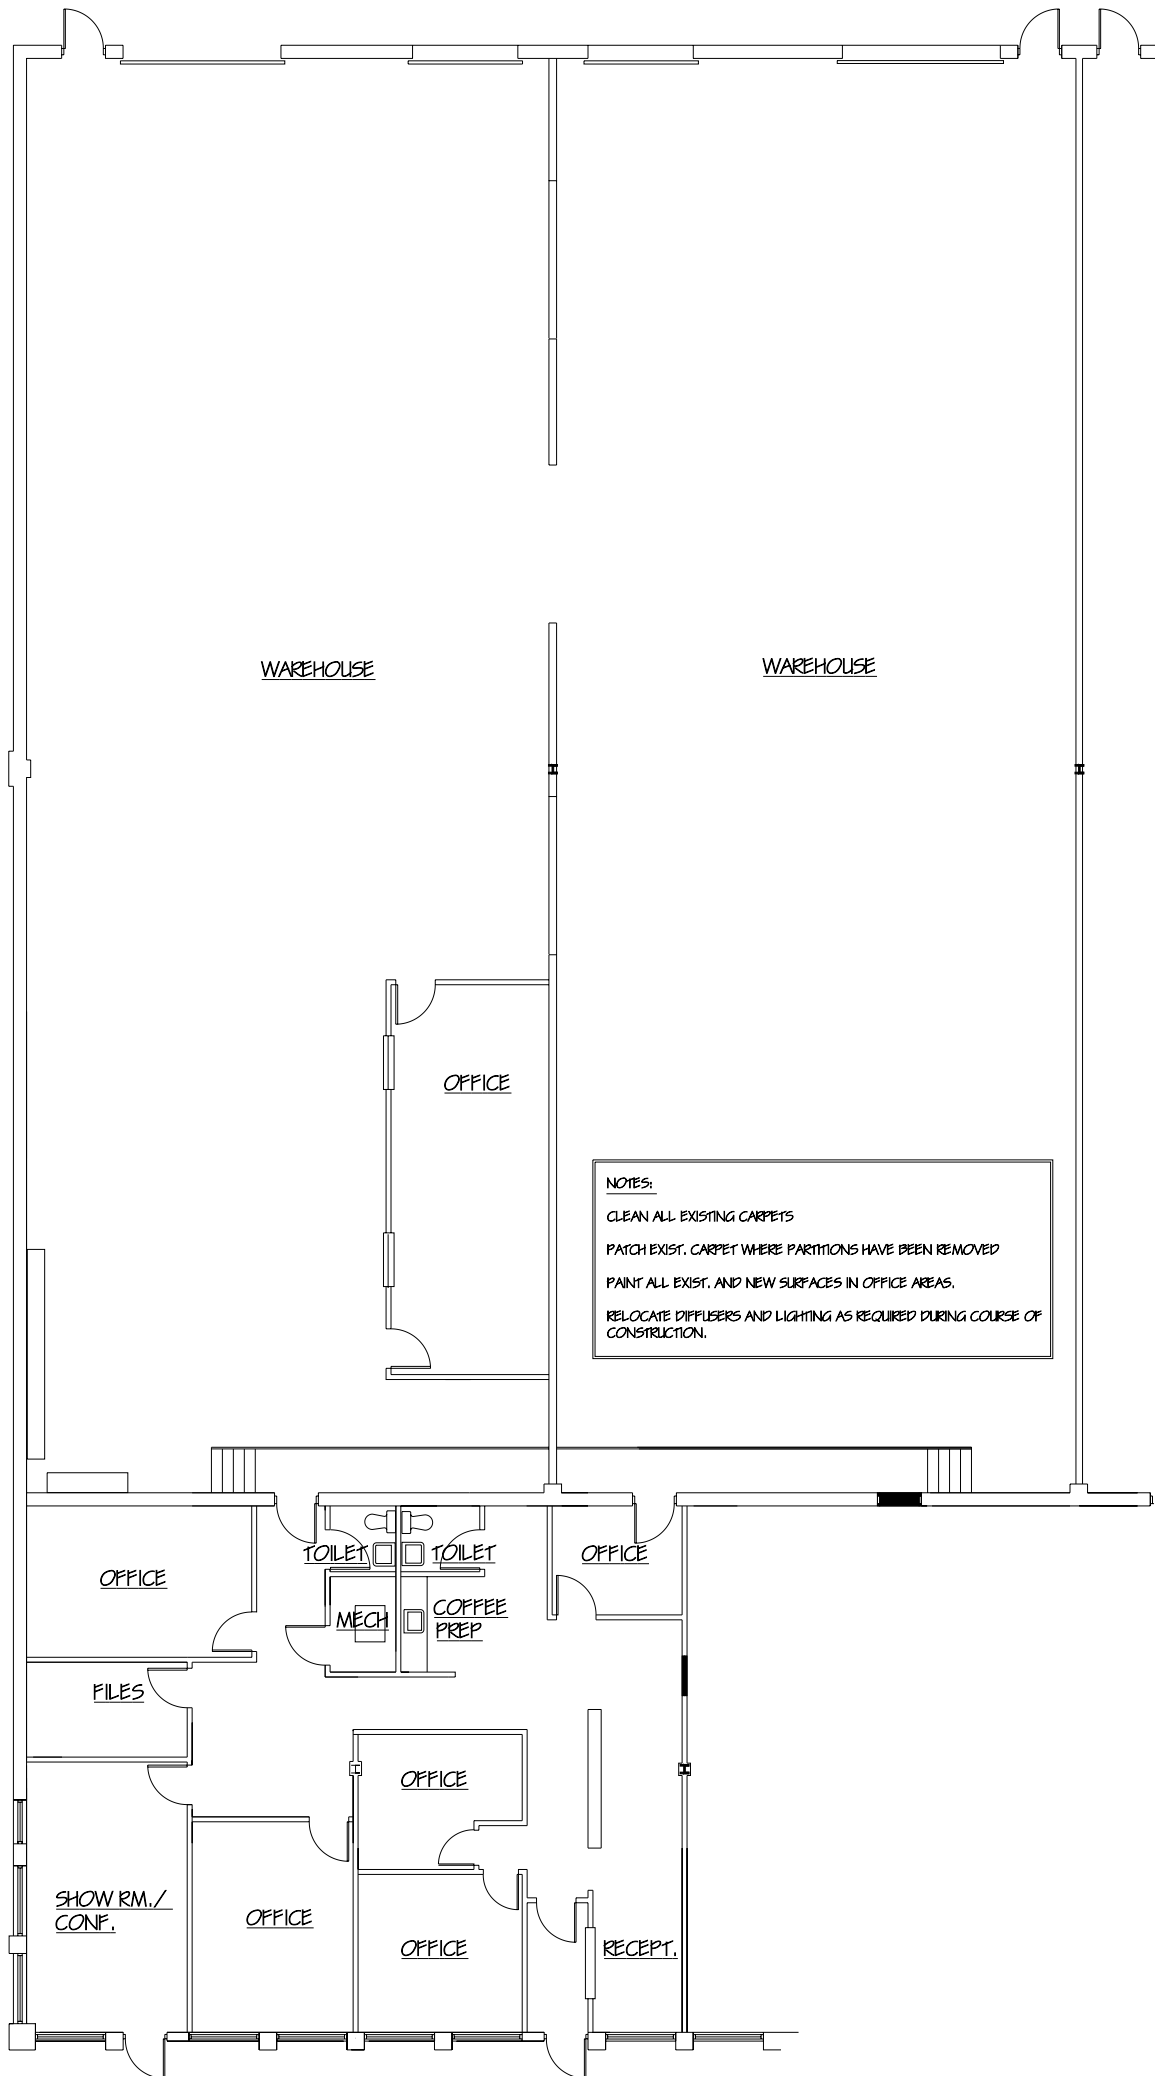 WAREHOUSE
WAREHOUSE
OFFICE
NOTES:
CLEAN ALL EXISTING CARPETS
PATCH EXIST. CARPET WHERE PARTITIONS HAVE BEEN REMOVED
PAINT ALL EXIST. AND NEW SURFACES IN OFFICE AREAS.
RELOCATE DIFFUSERS AND LIGHTING AS REQUIRED DURING COURSE OF
CONSTRUCTION.
TOILET
TOILET
OFFICE
OFFICE
MECH
COFFEE
PREP
FILES
OFFICE
SHOW RM./
CONF.
OFFICE
OFFICE
RECEPT.